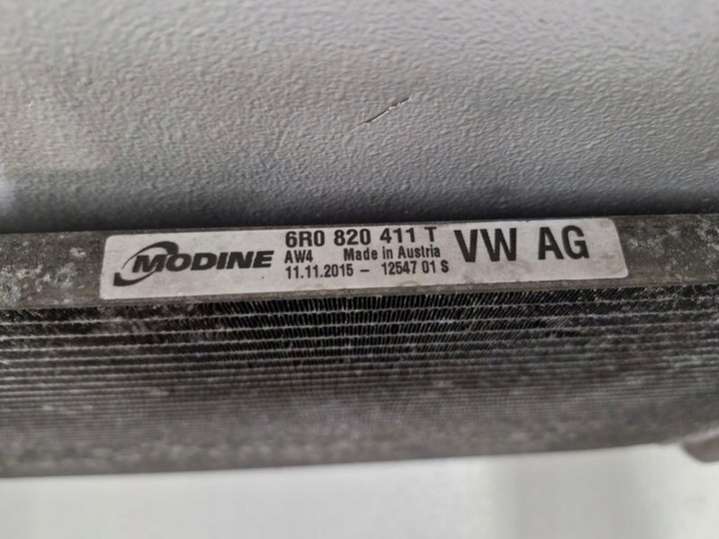 MODINE
6R0 820 411 T
AW4 Made in Austria
11.11.2015 - 12547 01 S
VW AG